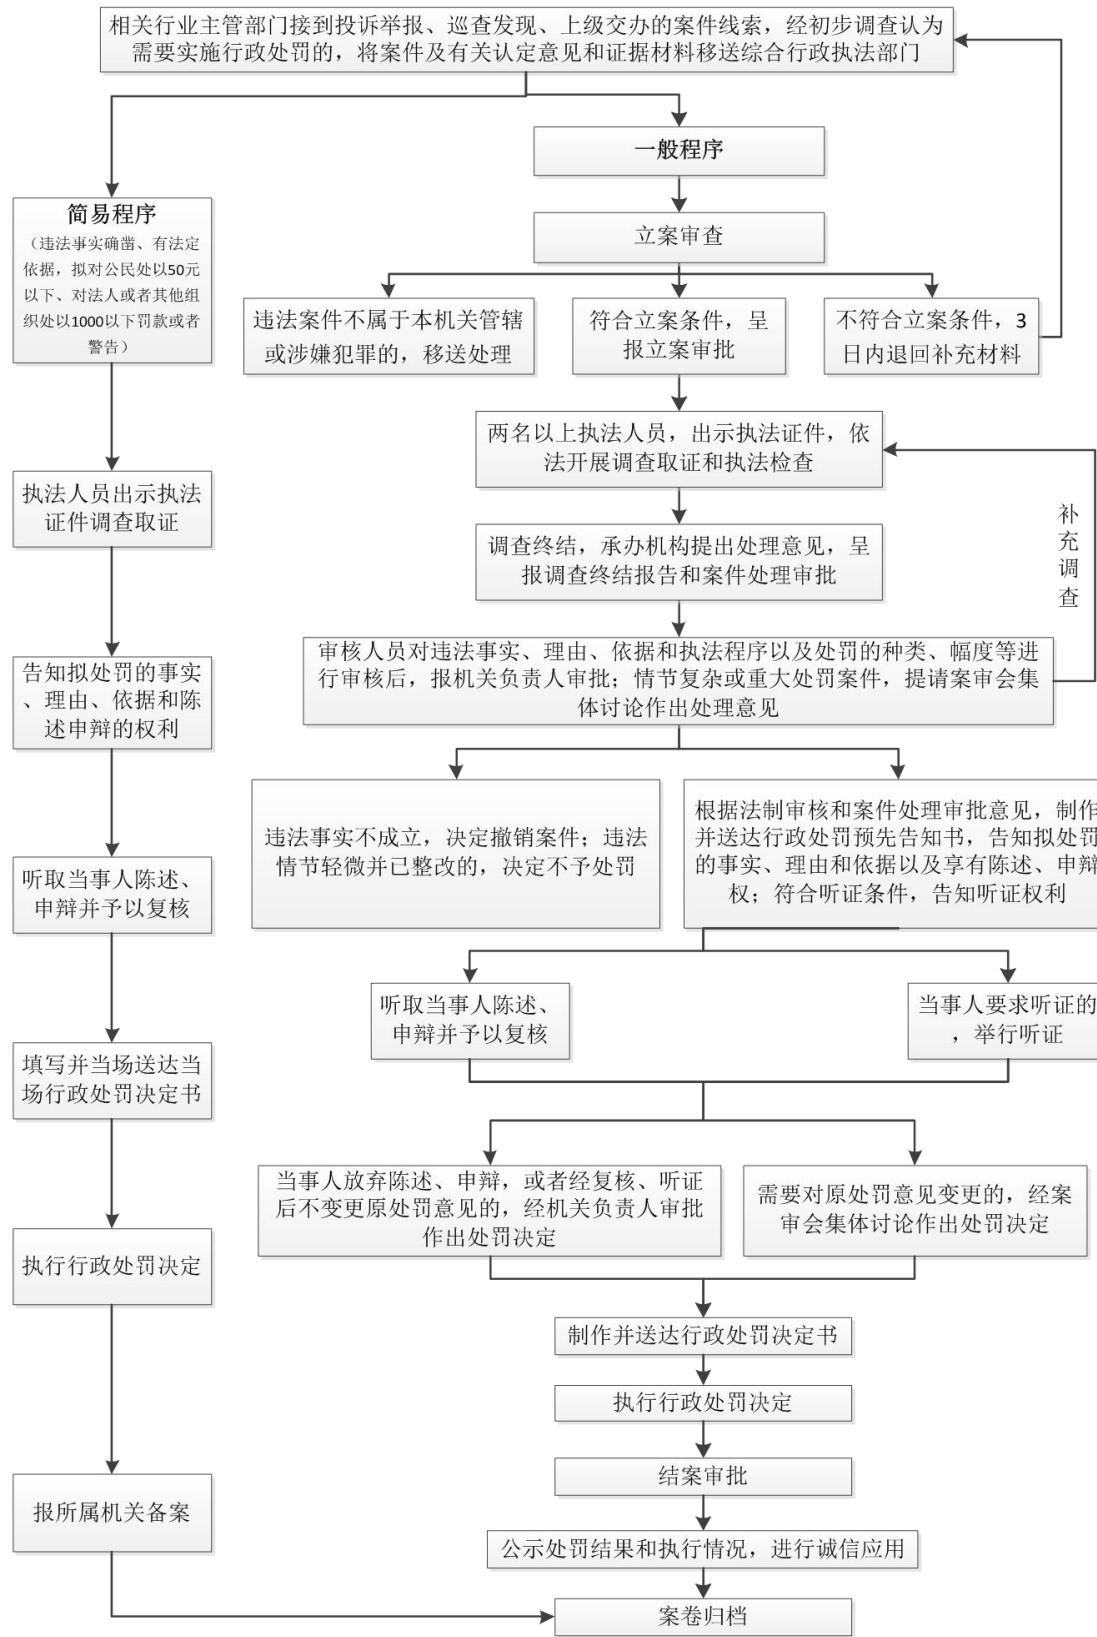 相关行业主管部门接到投诉举报、巡查发现、上级交办的案件线索，经初步调查认为
需要实施行政处罚的，将案件及有关认定意见和证据材料移送综合行政执法部门
一般程序
简易程序
（违法事实确凿、有法定
依据，拟对公民处以50元
以下、对法人或者其他组
织处以1000以下罚款或者
警告）
立案审查
违法案件不属于本机关管辖
或涉嫌犯罪的，移送处理
符合立案条件，呈
报立案审批
不符合立案条件，3
日内退回补充材料
两名以上执法人员，出示执法证件，依
法开展调查取证和执法检查
执法人员出示执法
证件调查取证
补充调查
调查终结，承办机构提出处理意见，呈
报调查终结报告和案件处理审批
审核人员对违法事实、理由、依据和执法程序以及处罚的种类、幅度等进
行审核后，报机关负责人审批；情节复杂或重大处罚案件，提请案审会集
体讨论作出处理意见
告知拟处罚的事实
、理由、依据和陈
述申辩的权利
违法事实不成立，决定撤销案件；违法
情节轻微并已整改的，决定不予处罚
根据法制审核和案件处理审批意见，制作
并送达行政处罚预先告知书，告知拟处罚
的事实、理由和依据以及享有陈述、申辩
权；符合听证条件，告知听证权利
听取当事人陈述、
申辩并予以复核
听取当事人陈述、
申辩并予以复核
当事人要求听证的
，举行听证
填写并当场送达当
场行政处罚决定书
当事人放弃陈述、申辩，或者经复核、听证
后不变更原处罚意见的，经机关负责人审批
作出处罚决定
需要对原处罚意见变更的，经案
审会集体讨论作出处罚决定
执行行政处罚决定
制作并送达行政处罚决定书
执行行政处罚决定
结案审批
报所属机关备案
公示处罚结果和执行情况，进行诚信应用
案卷归档